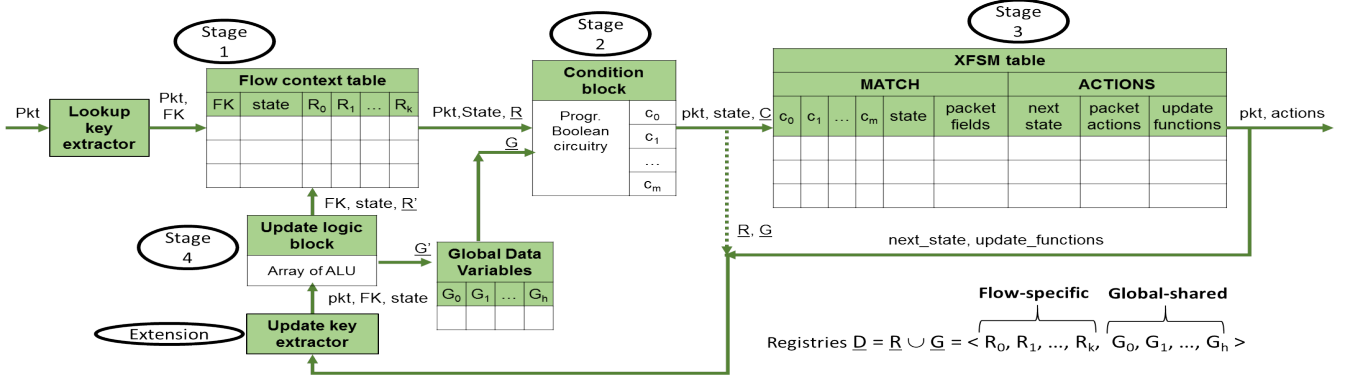 Stage
1
Stage
2
Stage
3
Flow context table
FK state R0 R1 … Rk
Condition
block
Progr.
Boolean
circuitry
c0
c1
…
cm
XFSM table
MATCH ACTIONS
c0 c1 … cm state packet
fields next
state packet
actions update
functions
Pkt
Lookup
key
extractor
Pkt,
FK
Pkt,State, R
G
pkt, state, C
pkt, actions
FK, state, R’
Stage
4
Update logic
block
Array of ALU
G’
Global Data
Variables
G0 G1 … Gh
R, G
next_state, update_functions
pkt, FK, state
Extension
Update key
extractor
Flow-specific Global-shared
Registries D = R ∪ G = < R0, R1, ..., Rk, G0, G1, ..., Gh >